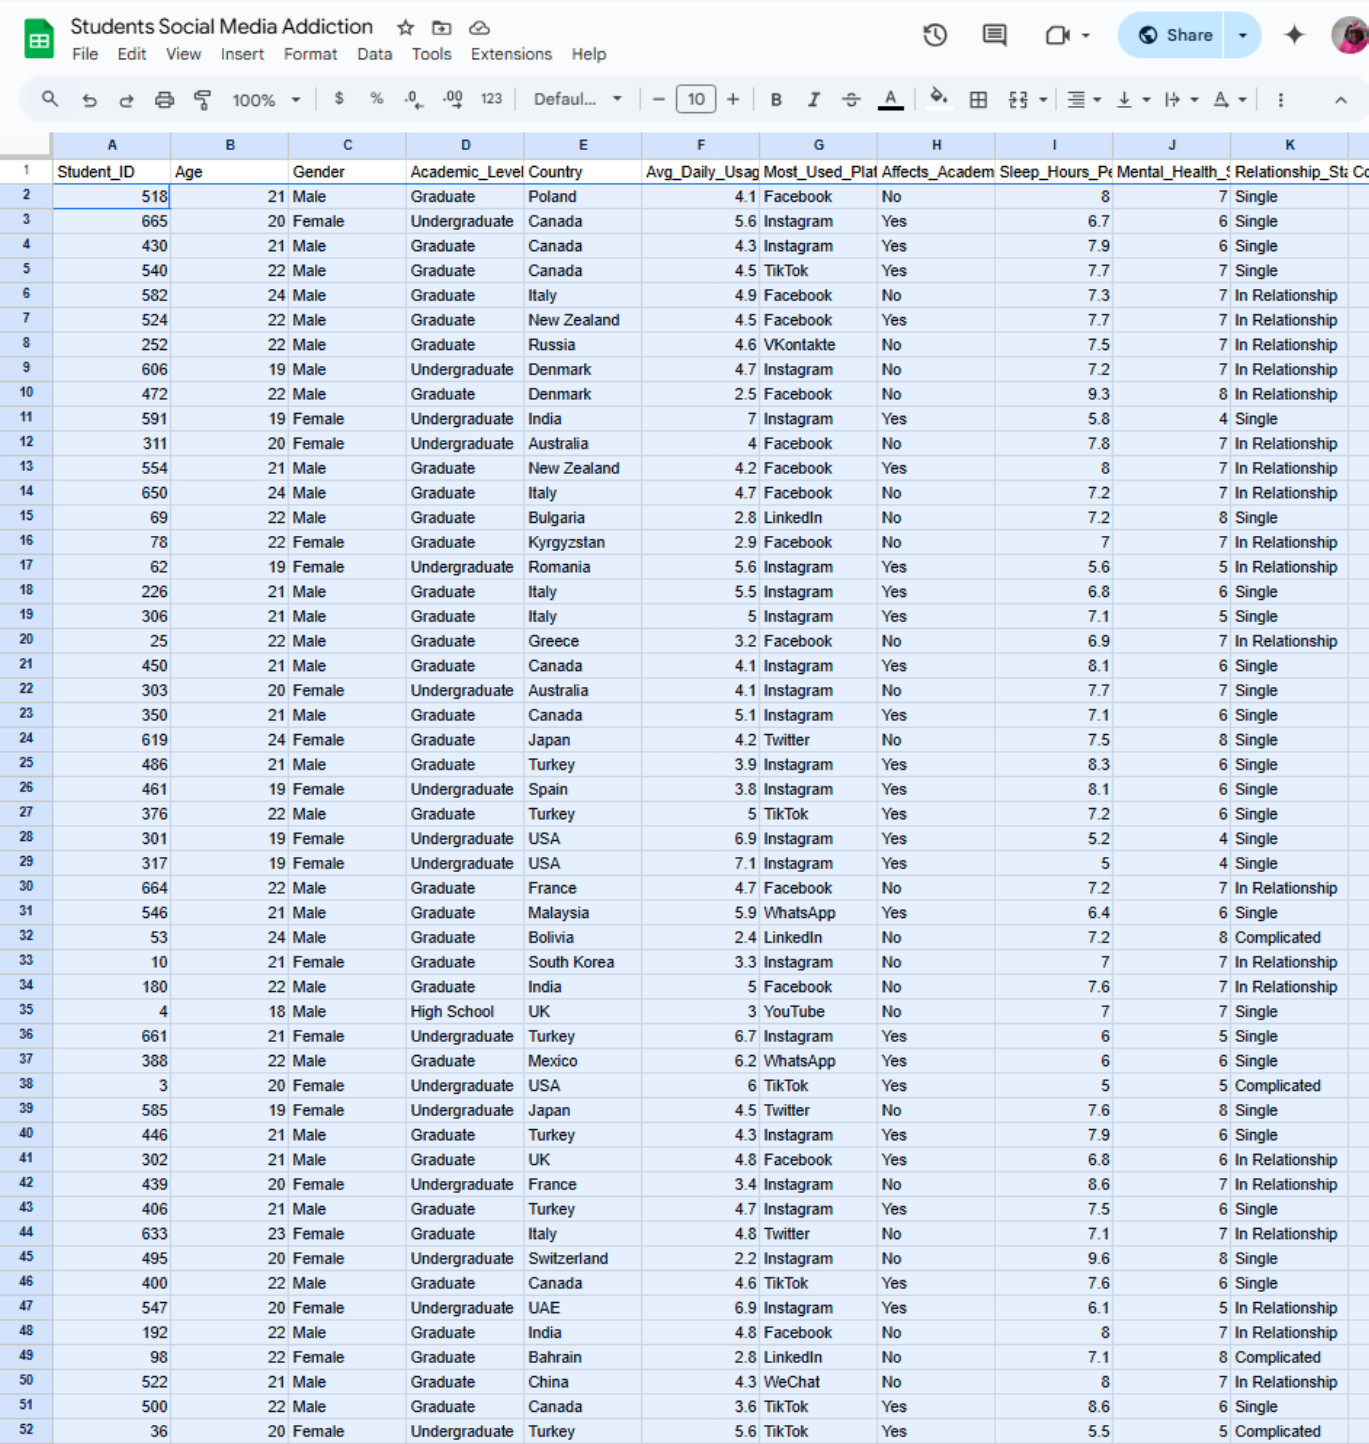 Students Social Media Addiction
File Edit View Insert Format Data Tools Extensions Help
Share
100% $ % .0 .00 123 Defaul... − 10 + B I S A
A B C D E F G H I J K
1 Student_ID Age Gender Academic_Level Country Avg_Daily_Usag Most_Used_Plat Affects_Academ Sleep_Hours_Pe Mental_Health_S Relationship_Sta Co
2 518 21 Male Graduate Poland 4.1 Facebook No 8 7 Single
3 665 20 Female Undergraduate Canada 5.6 Instagram Yes 6.7 6 Single
4 430 21 Male Graduate Canada 4.3 Instagram Yes 7.9 6 Single
5 540 22 Male Graduate Canada 4.5 TikTok Yes 7.7 7 Single
6 582 24 Male Graduate Italy 4.9 Facebook No 7.3 7 In Relationship
7 524 22 Male Graduate New Zealand 4.5 Facebook Yes 7.7 7 In Relationship
8 252 22 Male Graduate Russia 4.6 VKontakte No 7.5 7 In Relationship
9 606 19 Male Undergraduate Denmark 4.7 Instagram No 7.2 7 In Relationship
10 472 22 Male Graduate Denmark 2.5 Facebook No 9.3 8 In Relationship
11 591 19 Female Undergraduate India 7 Instagram Yes 5.8 4 Single
12 311 20 Female Undergraduate Australia 4 Facebook No 7.8 7 In Relationship
13 554 21 Male Graduate New Zealand 4.2 Facebook Yes 8 7 In Relationship
14 650 24 Male Graduate Italy 4.7 Facebook No 7.2 7 In Relationship
15 69 22 Male Graduate Bulgaria 2.8 LinkedIn No 7.2 8 Single
16 78 22 Female Graduate Kyrgyzstan 2.9 Facebook No 7 7 In Relationship
17 62 19 Female Undergraduate Romania 5.6 Instagram Yes 5.6 5 In Relationship
18 226 21 Male Graduate Italy 5.5 Instagram Yes 6.8 6 Single
19 306 21 Male Graduate Italy 5 Instagram Yes 7.1 5 Single
20 25 22 Male Graduate Greece 3.2 Facebook No 6.9 7 In Relationship
21 450 21 Male Graduate Canada 4.1 Instagram Yes 8.1 6 Single
22 303 20 Female Undergraduate Australia 4.1 Instagram No 7.7 7 Single
23 350 21 Male Graduate Canada 5.1 Instagram Yes 7.1 6 Single
24 619 24 Female Graduate Japan 4.2 Twitter No 7.5 8 Single
25 486 21 Male Graduate Turkey 3.9 Instagram Yes 8.3 6 Single
26 461 19 Female Undergraduate Spain 3.8 Instagram Yes 8.1 6 Single
27 376 22 Male Graduate Turkey 5 TikTok Yes 7.2 6 Single
28 301 19 Female Undergraduate USA 6.9 Instagram Yes 5.2 4 Single
29 317 19 Female Undergraduate USA 7.1 Instagram Yes 5 4 Single
30 664 22 Male Graduate France 4.7 Facebook No 7.2 7 In Relationship
31 546 21 Male Graduate Malaysia 5.9 WhatsApp Yes 6.4 6 Single
32 53 24 Male Graduate Bolivia 2.4 LinkedIn No 7.2 8 Complicated
33 10 21 Female Graduate South Korea 3.3 Instagram No 7 7 In Relationship
34 180 22 Male Graduate India 5 Facebook No 7.6 7 In Relationship
35 4 18 Male High School UK 3 YouTube No 7 7 Single
36 661 21 Female Undergraduate Turkey 6.7 Instagram Yes 6 5 Single
37 388 22 Male Graduate Mexico 6.2 WhatsApp Yes 6 6 Single
38 3 20 Female Undergraduate USA 6 TikTok Yes 5 5 Complicated
39 585 19 Female Undergraduate Japan 4.5 Twitter No 7.6 8 Single
40 446 21 Male Graduate Turkey 4.3 Instagram Yes 7.9 6 Single
41 302 21 Male Graduate UK 4.8 Facebook Yes 6.8 6 In Relationship
42 439 20 Female Undergraduate France 3.4 Instagram No 8.6 7 In Relationship
43 406 21 Male Graduate Turkey 4.7 Instagram Yes 7.5 6 Single
44 633 23 Female Graduate Italy 4.8 Twitter No 7.1 7 In Relationship
45 495 20 Female Undergraduate Switzerland 2.2 Instagram No 9.6 8 Single
46 400 22 Male Graduate Canada 4.6 TikTok Yes 7.6 6 Single
47 547 20 Female Undergraduate UAE 6.9 Instagram Yes 6.1 5 In Relationship
48 192 22 Male Graduate India 4.8 Facebook No 8 7 In Relationship
49 98 22 Female Graduate Bahrain 2.8 LinkedIn No 7.1 8 Complicated
50 522 21 Male Graduate China 4.3 WeChat No 8 7 In Relationship
51 500 22 Male Graduate Canada 3.6 TikTok Yes 8.6 6 Single
52 36 20 Female Undergraduate Turkey 5.6 TikTok Yes 5.5 5 Complicated